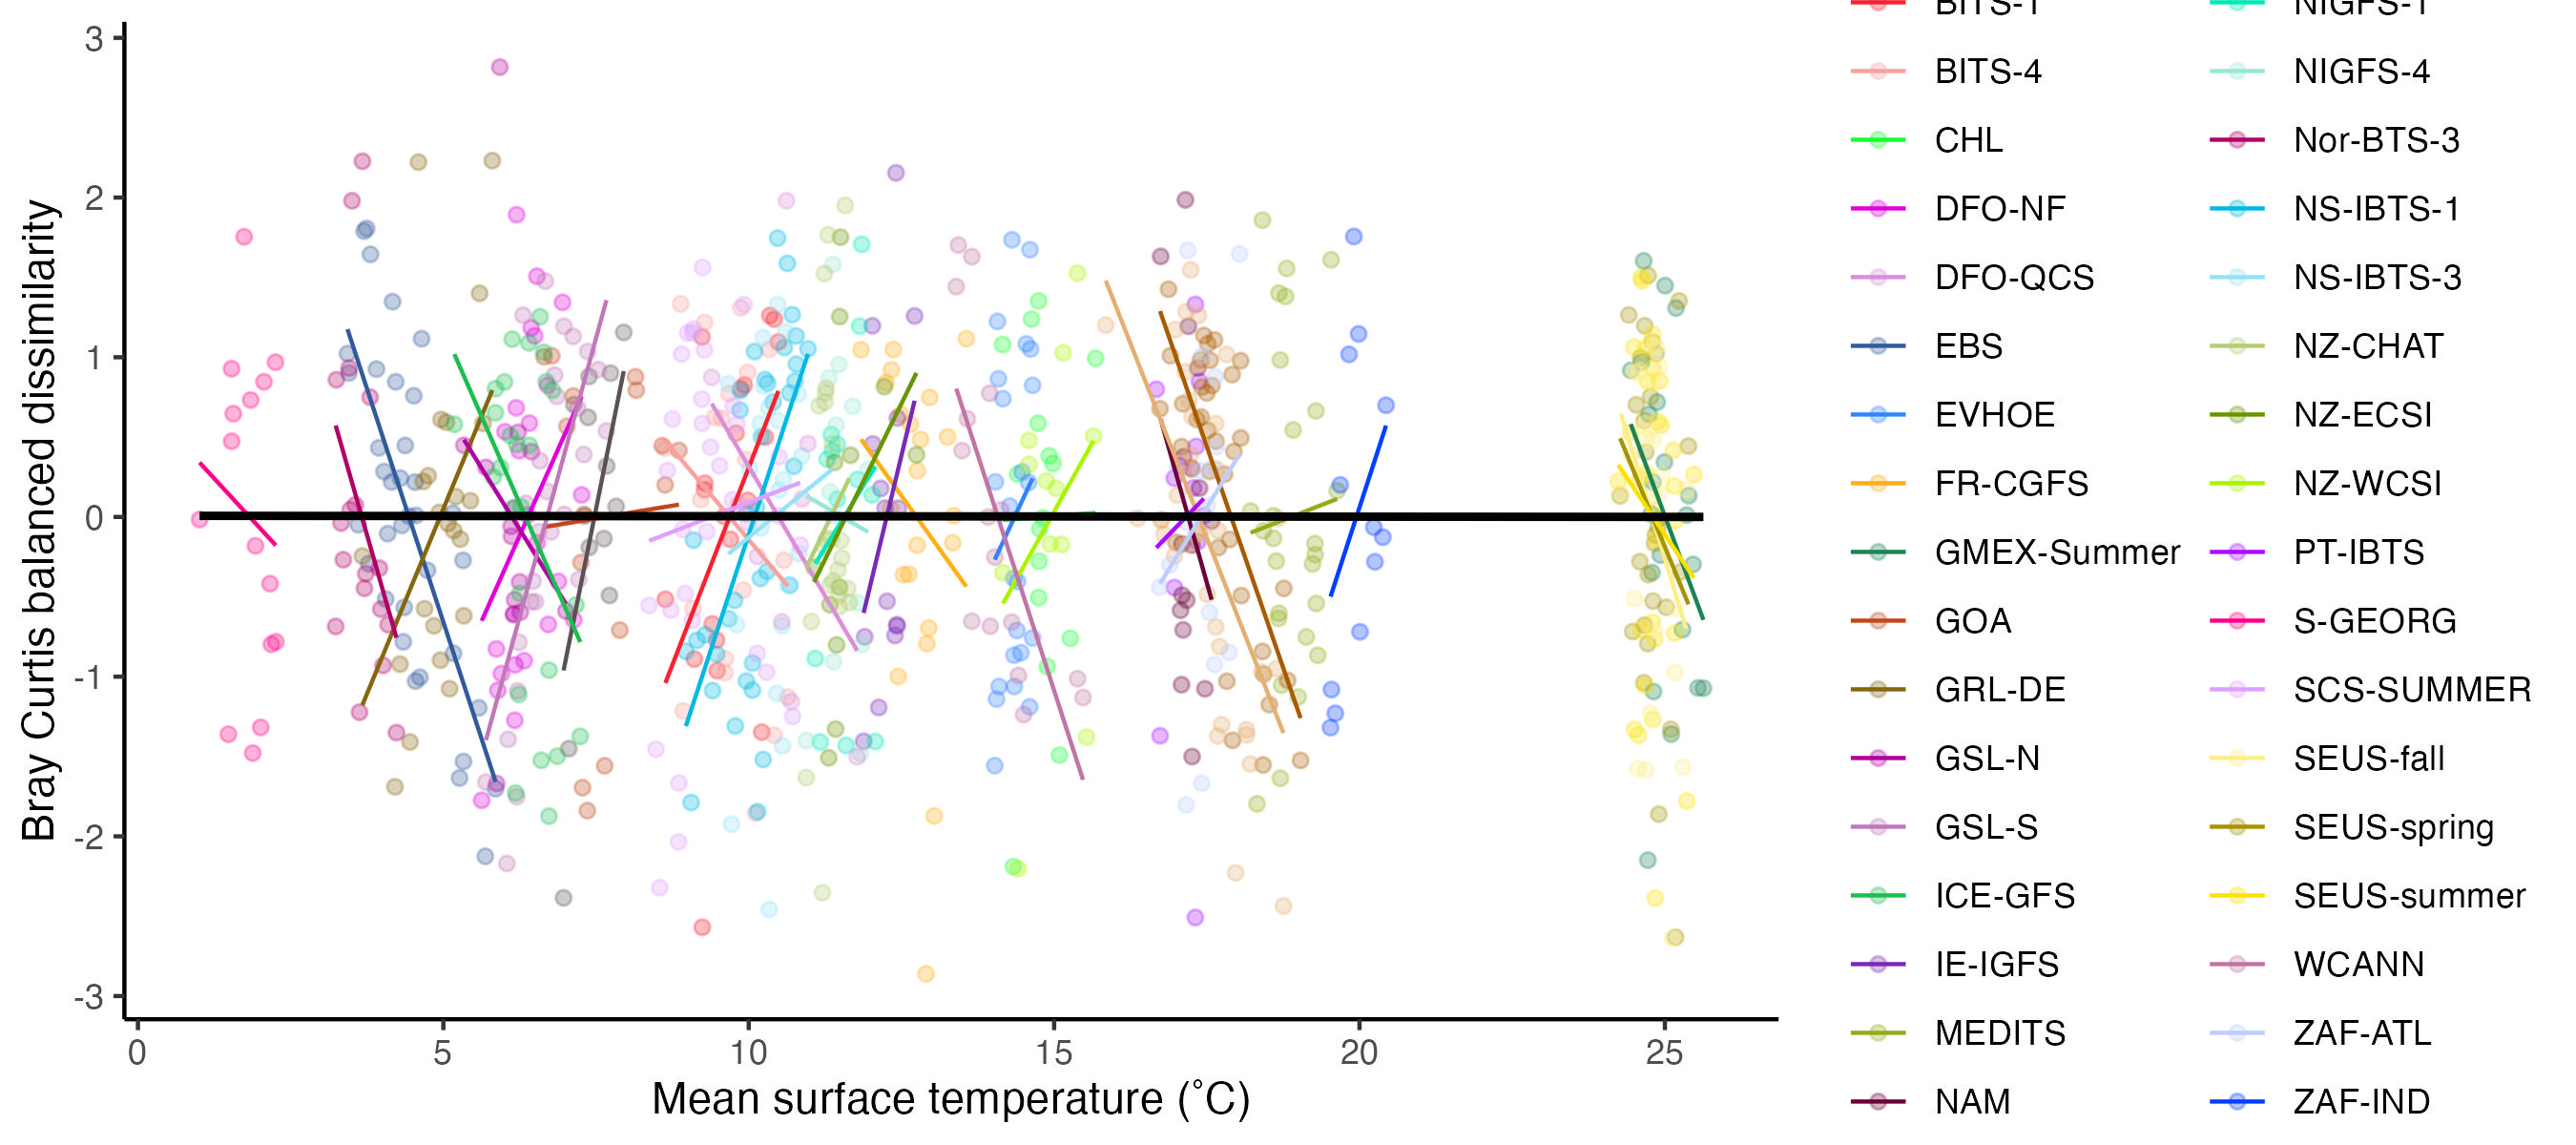 3
2
1
0
-1
-2
-3
Bray Curtis balanced dissimilarity
0 5 10 15 20 25
Mean surface temperature (°C)
BITS-1
BITS-4
CHL
DFO-NF
DFO-QCS
EBS
EVHOE
FR-CGFS
GMEX-Summer
GOA
GRL-DE
GSL-N
GSL-S
ICE-GFS
IE-IGFS
MEDITS
NAM
NIGFS-1
NIGFS-4
Nor-BTS-3
NS-IBTS-1
NS-IBTS-3
NZ-CHAT
NZ-ECSI
NZ-WCSI
PT-IBTS
S-GEORG
SCS-SUMMER
SEUS-fall
SEUS-spring
SEUS-summer
WCANN
ZAF-ATL
ZAF-IND